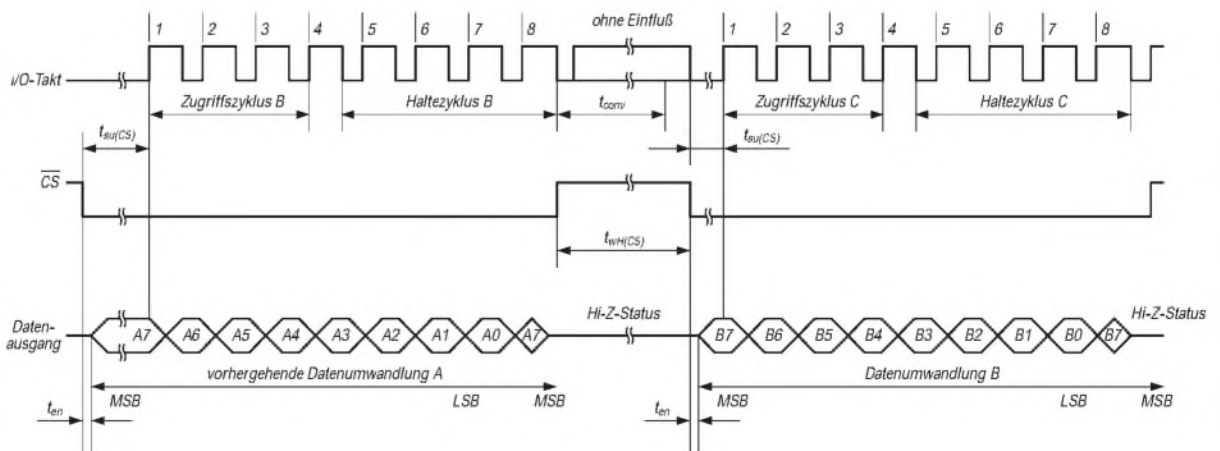 1 2 3 4 5 6 7 8 ohne Einfluß 1 2 3 4 5 6 7 8
I/O-Takt
Zugriffszyklus B Haltezyklus B tconv Zugriffszyklus C Haltezyklus C
tsu(CS) tsu(CS)
CS
twH(CS)
Hi-Z-Status Hi-Z-Status
Daten-
ausgang
A7 A6 A5 A4 A3 A2 A1 A0 A7 B7 B6 B5 B4 B3 B2 B1 B0 B7
vorhergehende Datenumwandlung A Datenumwandlung B
ten MSB LSB MSB ten MSB LSB MSB